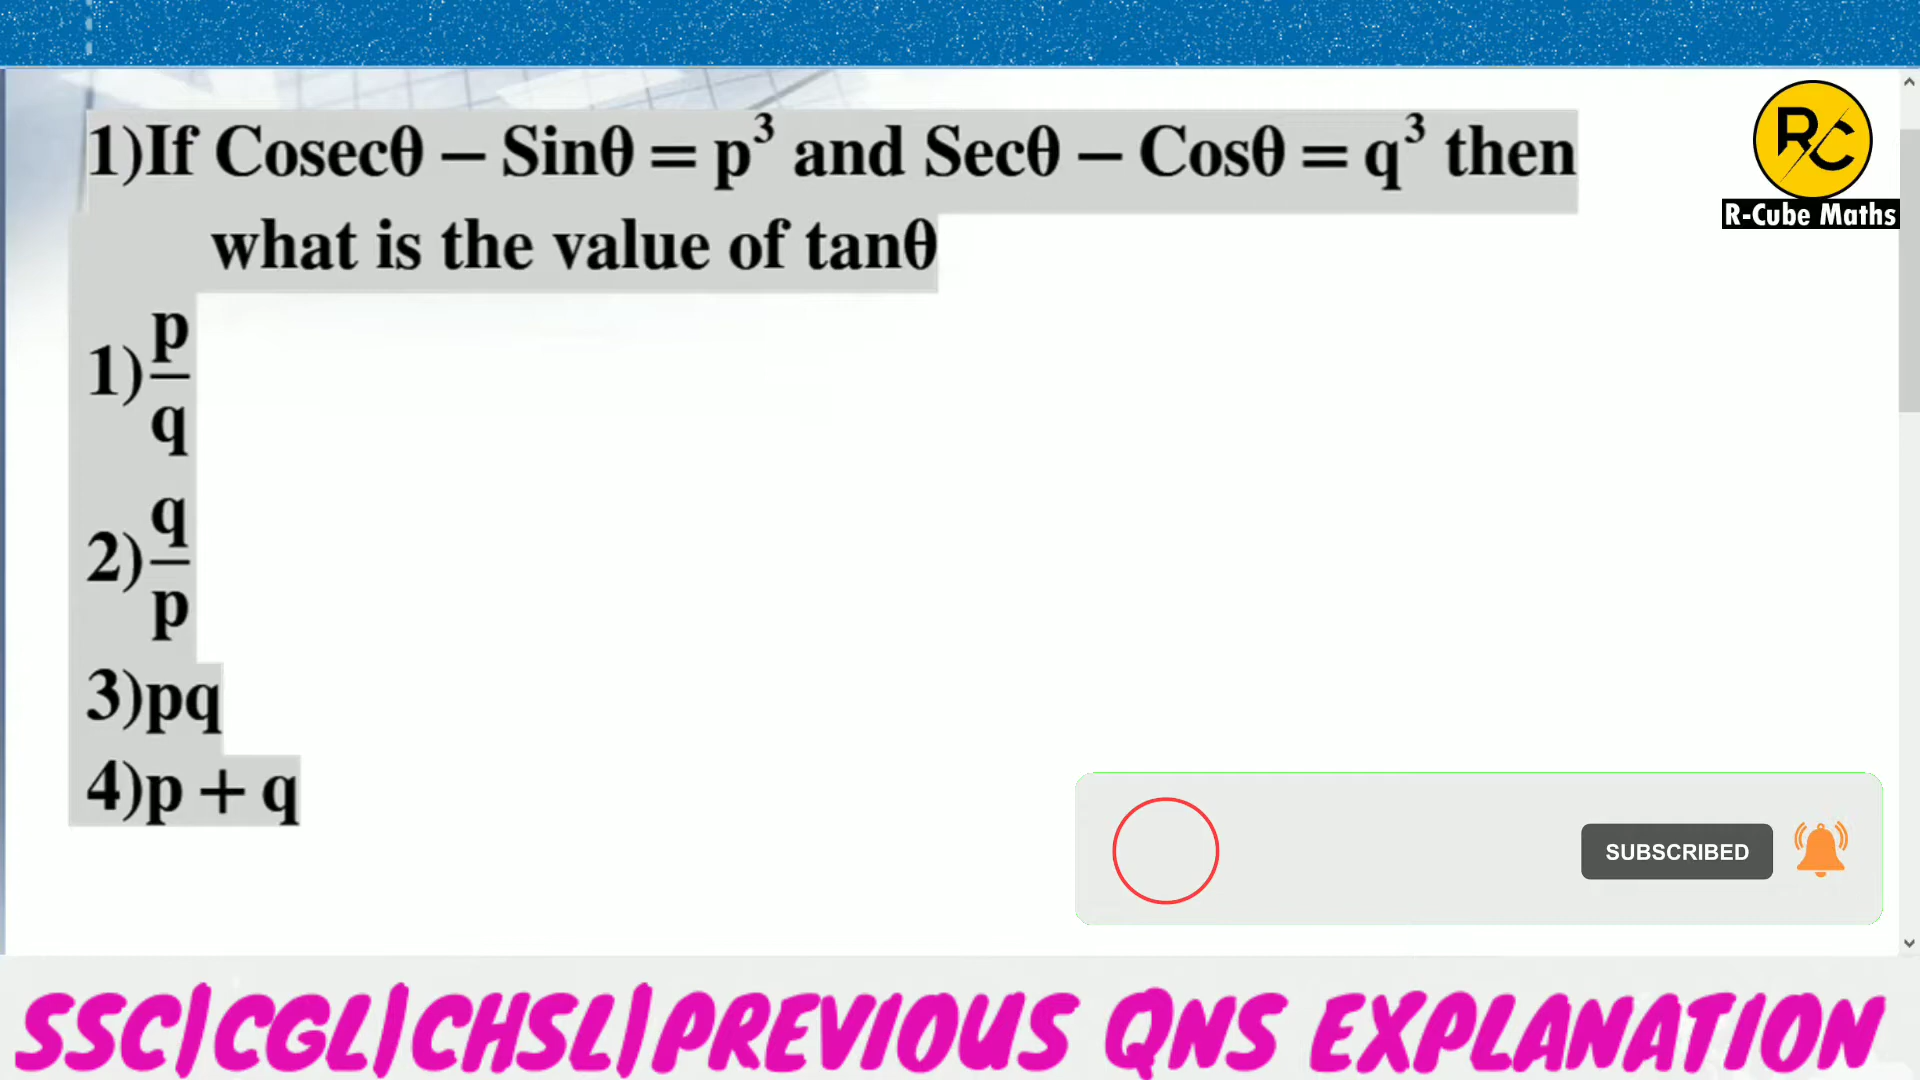 1)If Cosecθ – Sinθ = p³ and Secθ – Cosθ = q³ then
what is the value of tanθ
1) p/q
2) q/p
3)pq
4)p + q
RC
R-Cube Maths
SUBSCRIBED
SSC|CGL|CHSL|PREVIOUS QNS EXPLANATION